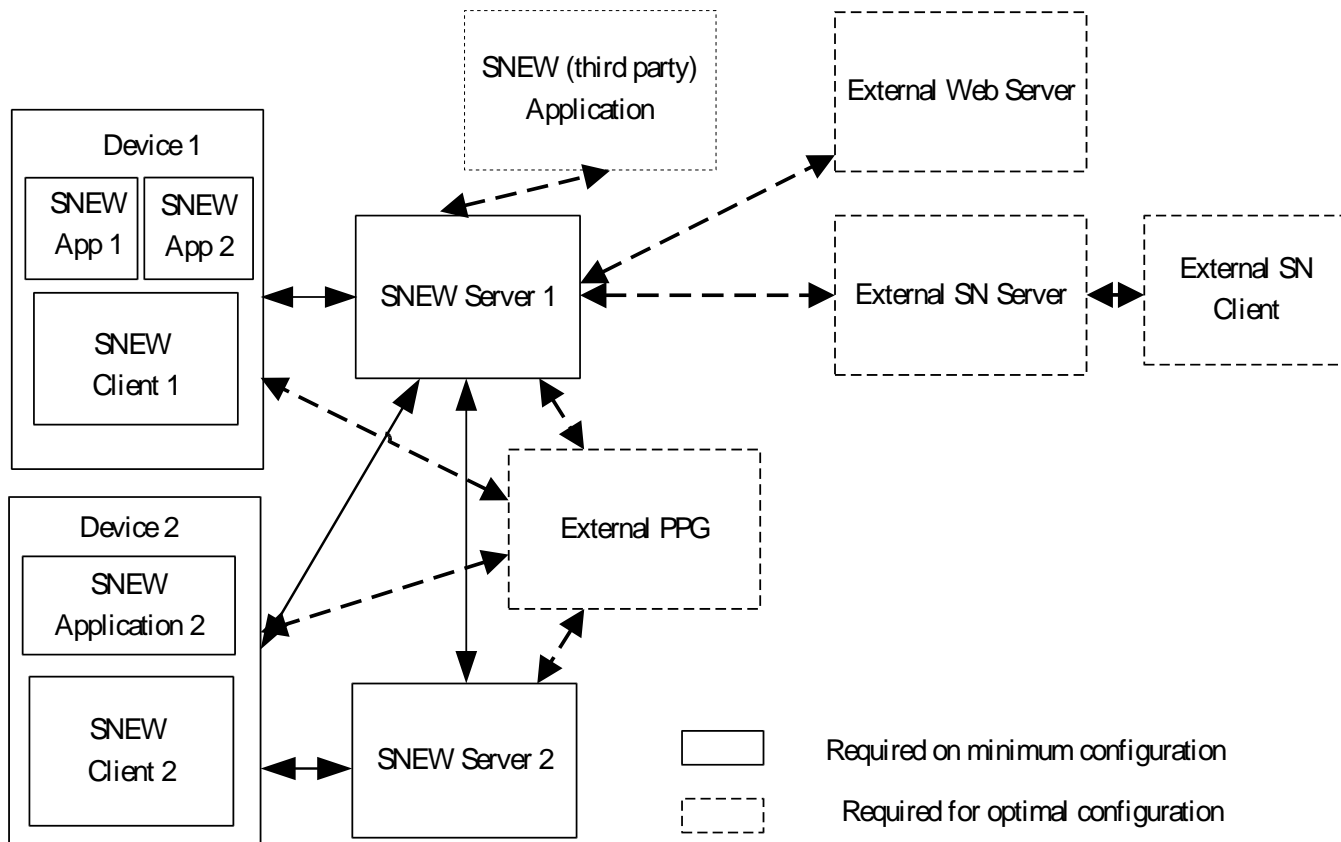 SNEW (third party)
Application
External Web Server
Device 1
SNEW
App 1
SNEW
App 2
SNEW
Client 1
SNEW Server 1
External SN Server
External SN
Client
External PPG
Device 2
SNEW
Application 2
SNEW
Client 2
SNEW Server 2
Required on minimum configuration
Required for optimal configuration